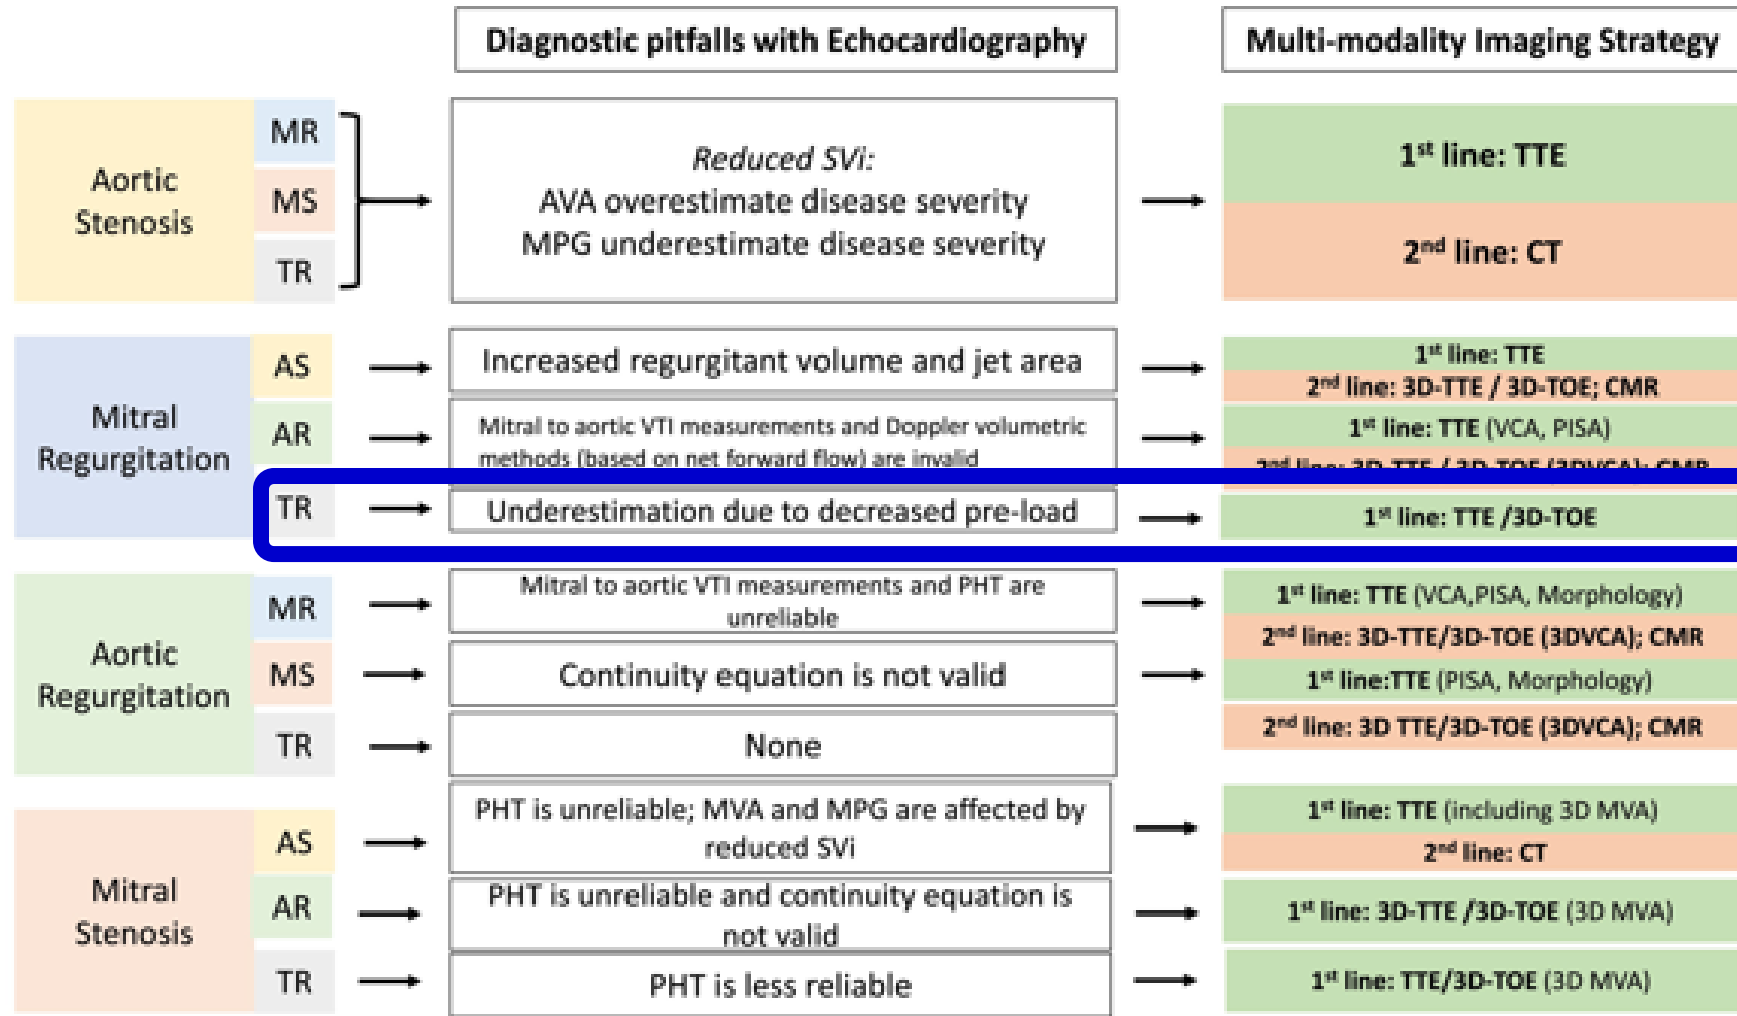 Diagnostic pitfalls with Echocardiography
Multi-modality Imaging Strategy
Aortic
Stenosis
MR
MS
TR
Reduced SVi:
AVA overestimate disease severity
MPG underestimate disease severity
1st line: TTE
2nd line: CT
Mitral
Regurgitation
AS
Increased regurgitant volume and jet area
1st line: TTE
2nd line: 3D-TTE / 3D-TOE; CMR
AR
Mitral to aortic VTI measurements and Doppler volumetric
methods (based on net forward flow) are invalid
1st line: TTE (VCA, PISA)
2nd line: 3D-TTE / 3D-TOE (3DVCA); CMR
TR
Underestimation due to decreased pre-load
1st line: TTE /3D-TOE
Aortic
Regurgitation
MR
Mitral to aortic VTI measurements and PHT are
unreliable
1st line: TTE (VCA,PISA, Morphology)
2nd line: 3D-TTE/3D-TOE (3DVCA); CMR
MS
Continuity equation is not valid
1st line:TTE (PISA, Morphology)
2nd line: 3D TTE/3D-TOE (3DVCA); CMR
TR
None
Mitral
Stenosis
AS
PHT is unreliable; MVA and MPG are affected by
reduced SVi
1st line: TTE (including 3D MVA)
2nd line: CT
AR
PHT is unreliable and continuity equation is
not valid
1st line: 3D-TTE /3D-TOE (3D MVA)
TR
PHT is less reliable
1st line: TTE/3D-TOE (3D MVA)